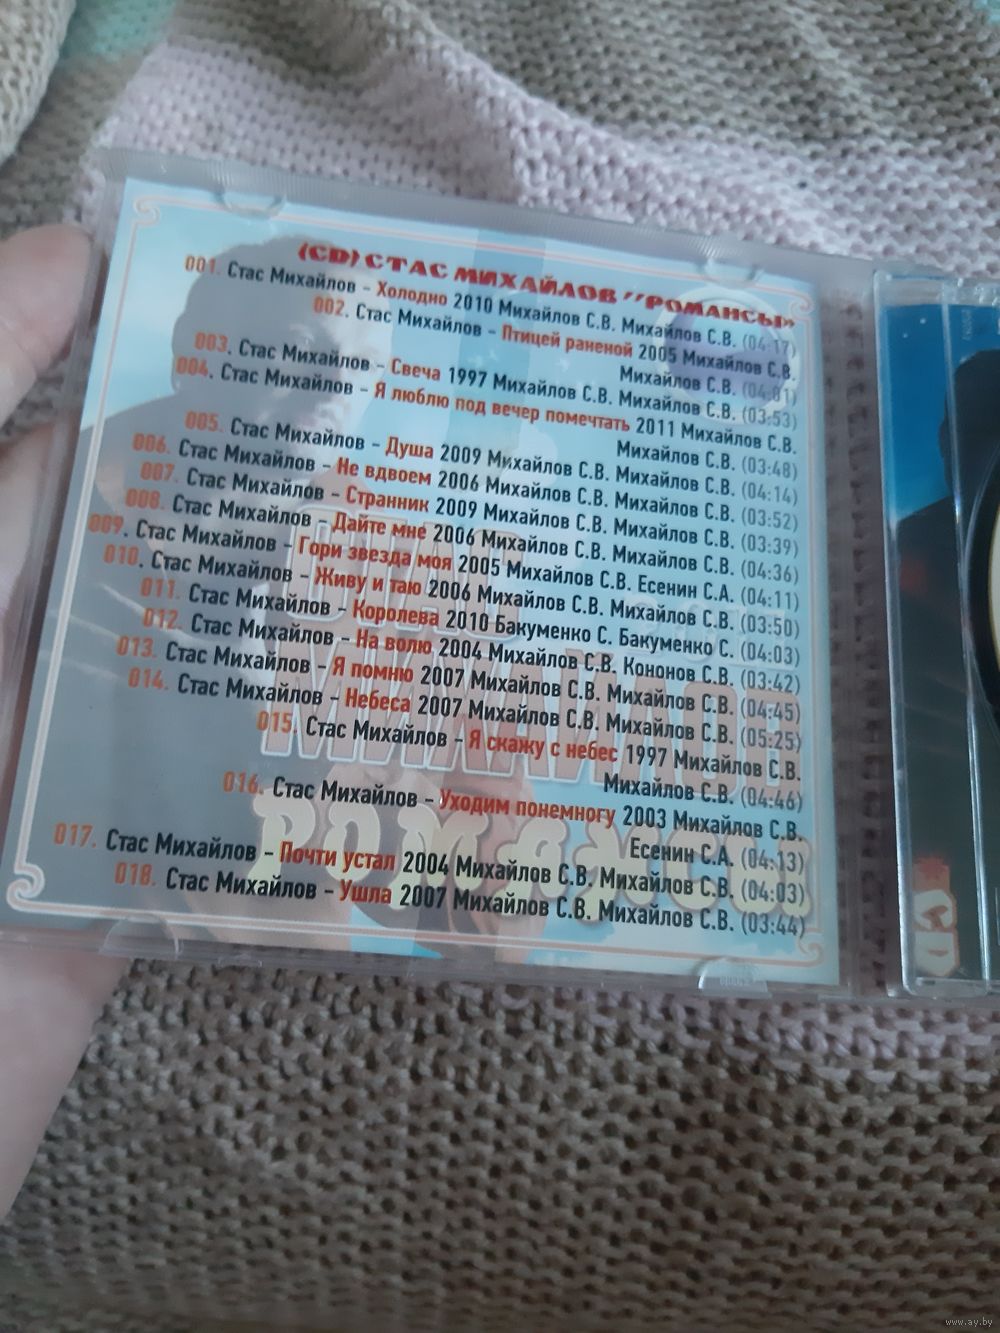 (CD) СТАС МИХАЙЛОВ "РОМАНСЫ»
001. Стас Михайлов - Холодно 2010 Михайлов С.В. Михайлов С.В. (04:17)
002. Стас Михайлов - Птицей раненой 2005 Михайлов С.В.
Михайлов С.В. (04:01)
003. Стас Михайлов - Свеча 1997 Михайлов С.В. Михайлов С.В. (03:53)
004. Стас Михайлов - Я люблю под вечер помечтать 2011 Михайлов С.В.
Михайлов С.В. (03:48)
005. Стас Михайлов - Душа 2009 Михайлов С.В. Михайлов С.В. (04:14)
006. Стас Михайлов - Не вдвоем 2006 Михайлов С.В. Михайлов С.В. (03:52)
007. Стас Михайлов - Странник 2009 Михайлов С.В. Михайлов С.В. (03:39)
008. Стас Михайлов - Дайте мне 2006 Михайлов С.В. Михайлов С.В. (04:36)
009. Стас Михайлов - Гори звезда моя 2005 Михайлов С.В. Есенин С.А. (04:11)
010. Стас Михайлов - Живу и таю 2006 Михайлов С.В. Михайлов С.В. (03:50)
011. Стас Михайлов - Королева 2010 Бакуменко С. Бакуменко С. (04:03)
012. Стас Михайлов - На волю 2004 Михайлов С.В. Кононов С.В. (03:42)
013. Стас Михайлов - Я помню 2007 Михайлов С.В. Михайлов С.В. (04:45)
014. Стас Михайлов - Небеса 2007 Михайлов С.В. Михайлов С.В. (05:25)
015. Стас Михайлов - Я скажу с небес 1997 Михайлов С.В.
Михайлов С.В. (04:46)
016. Стас Михайлов - Уходим понемногу 2003 Михайлов С.В.
Есенин С.А. (04:13)
017. Стас Михайлов - Почти устал 2004 Михайлов С.В. Михайлов С.В. (04:03)
018. Стас Михайлов - Ушла 2007 Михайлов С.В. Михайлов С.В. (03:44)
СТАС
МИХАЙЛОВ
РОМАНСЫ
CD
www.ay.by